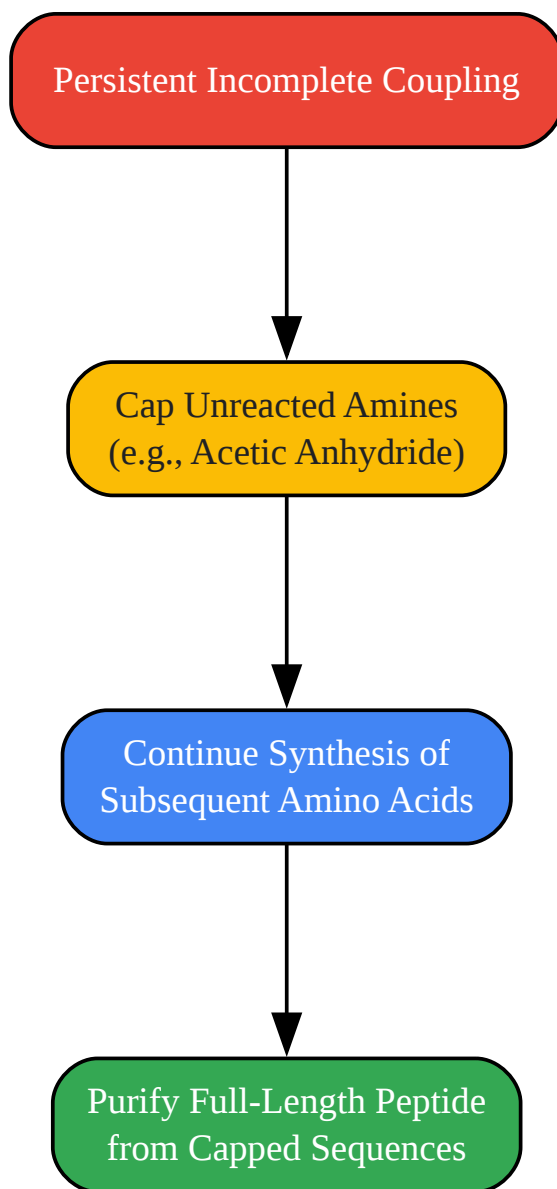 Persistent Incomplete Coupling
Cap Unreacted Amines
(e.g., Acetic Anhydride)
Continue Synthesis of
Subsequent Amino Acids
Purify Full-Length Peptide
from Capped Sequences